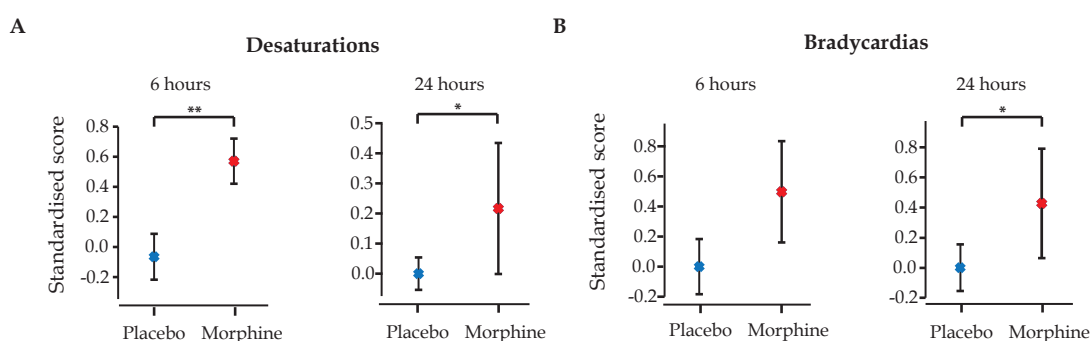 A
Desaturations
6 hours
**
Standardised score
0.8
0.6
0.4
0.2
0.0
-0.2
Placebo Morphine
24 hours
*
0.5
0.4
0.3
0.2
0.1
0.0
Placebo Morphine
B
Bradycardias
6 hours
Standardised score
0.8
0.6
0.4
0.2
0.0
-0.2
Placebo Morphine
24 hours
*
0.8
0.6
0.4
0.2
0.0
-0.2
Placebo Morphine